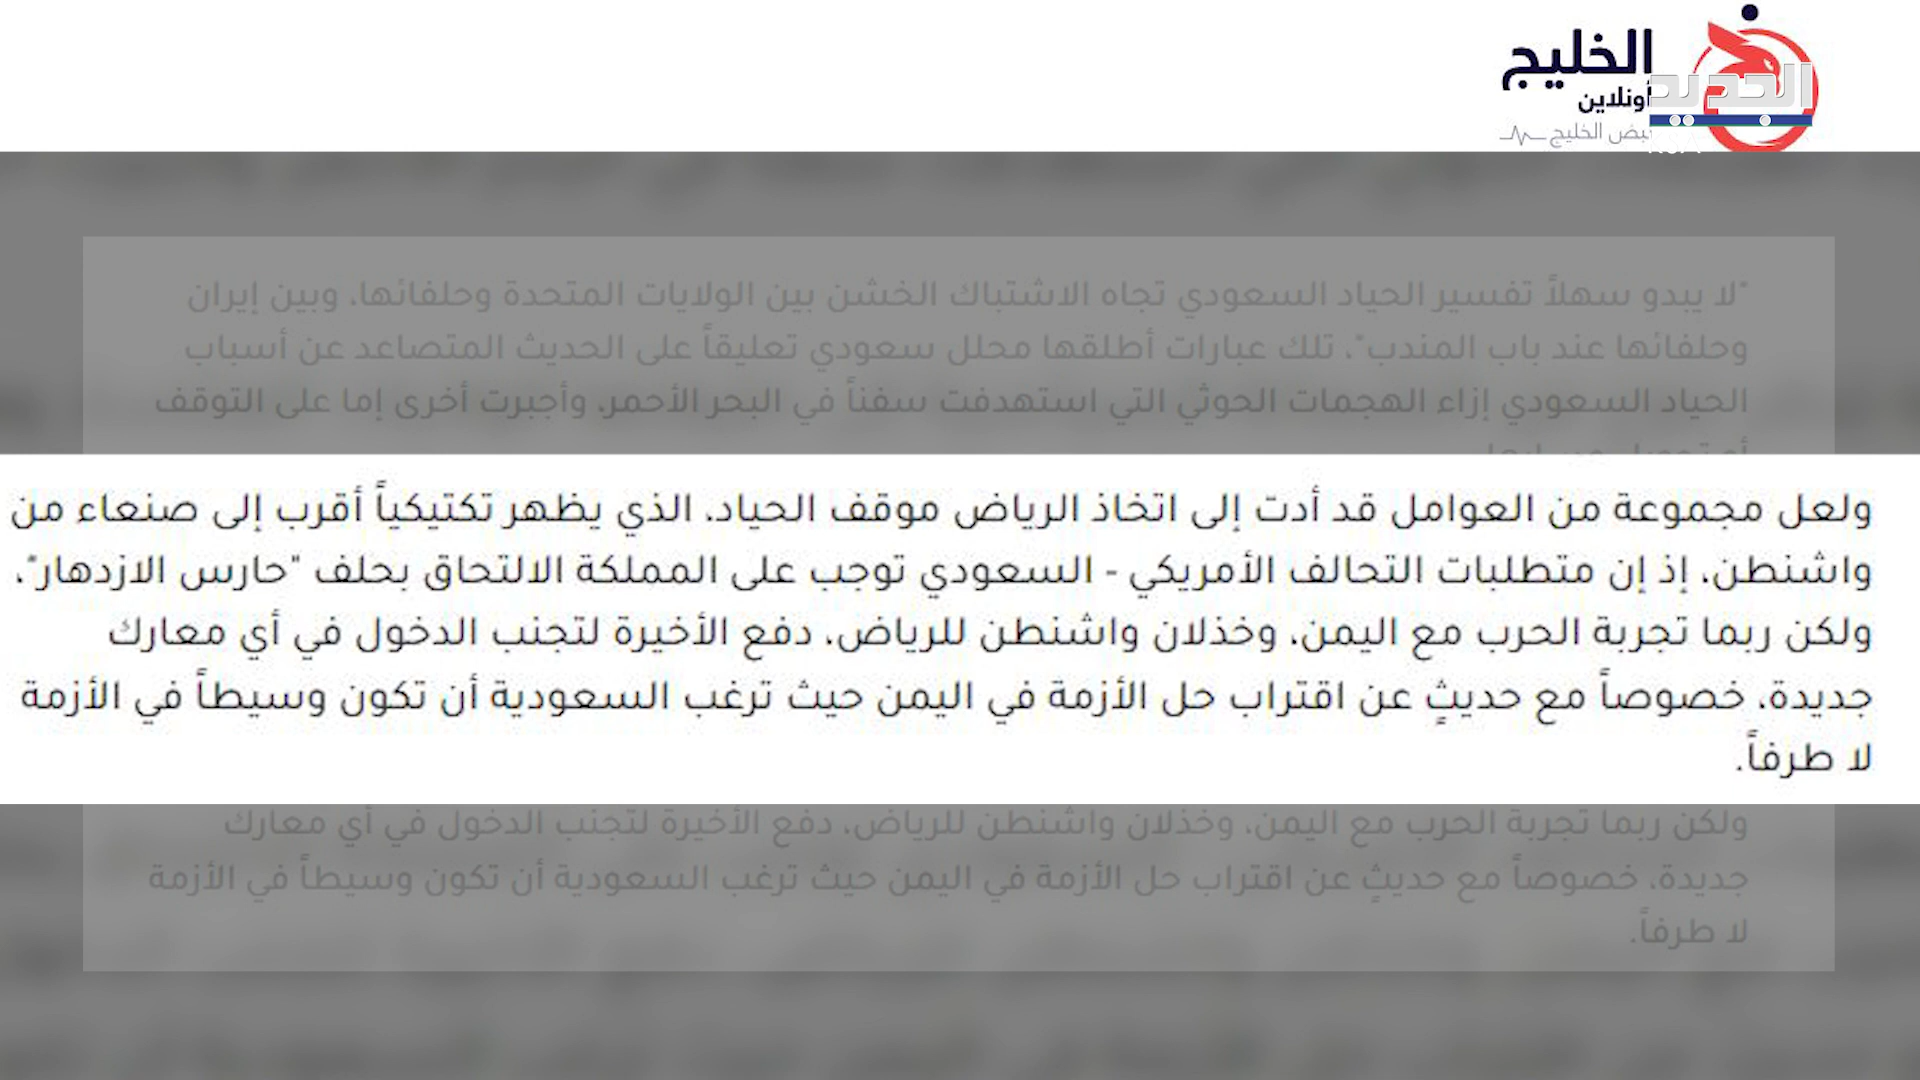 الخليج
أونلاين
نبض الخليج
الجديد
"لا يبدو سهلاً تفسير الحياد السعودي تجاه الاشتباك الخشن بين الولايات المتحدة وحلفائها، وبين إيران
وحلفائها عند باب المندب"، تلك عبارات أطلقها محلل سعودي تعليقاً على الحديث المتصاعد عن أسباب
الحياد السعودي إزاء الهجمات الحوثي التي استهدفت سفناً في البحر الأحمر، وأجبرت أخرى إما على التوقف
ولعل مجموعة من العوامل قد أدت إلى اتخاذ الرياض موقف الحياد، الذي يظهر تكتيكياً أقرب إلى صنعاء من
واشنطن، إذ إن متطلبات التحالف الأمريكي - السعودي توجب على المملكة الالتحاق بحلف "حارس الازدهار"،
ولكن ربما تجربة الحرب مع اليمن، وخذلان واشنطن للرياض، دفع الأخيرة لتجنب الدخول في أي معارك
جديدة، خصوصاً مع حديثٍ عن اقتراب حل الأزمة في اليمن حيث ترغب السعودية أن تكون وسيطاً في الأزمة
لا طرفاً.
ولكن ربما تجربة الحرب مع اليمن، وخذلان واشنطن للرياض، دفع الأخيرة لتجنب الدخول في أي معارك
جديدة، خصوصاً مع حديثٍ عن اقتراب حل الأزمة في اليمن حيث ترغب السعودية أن تكون وسيطاً في الأزمة
لا طرفاً.